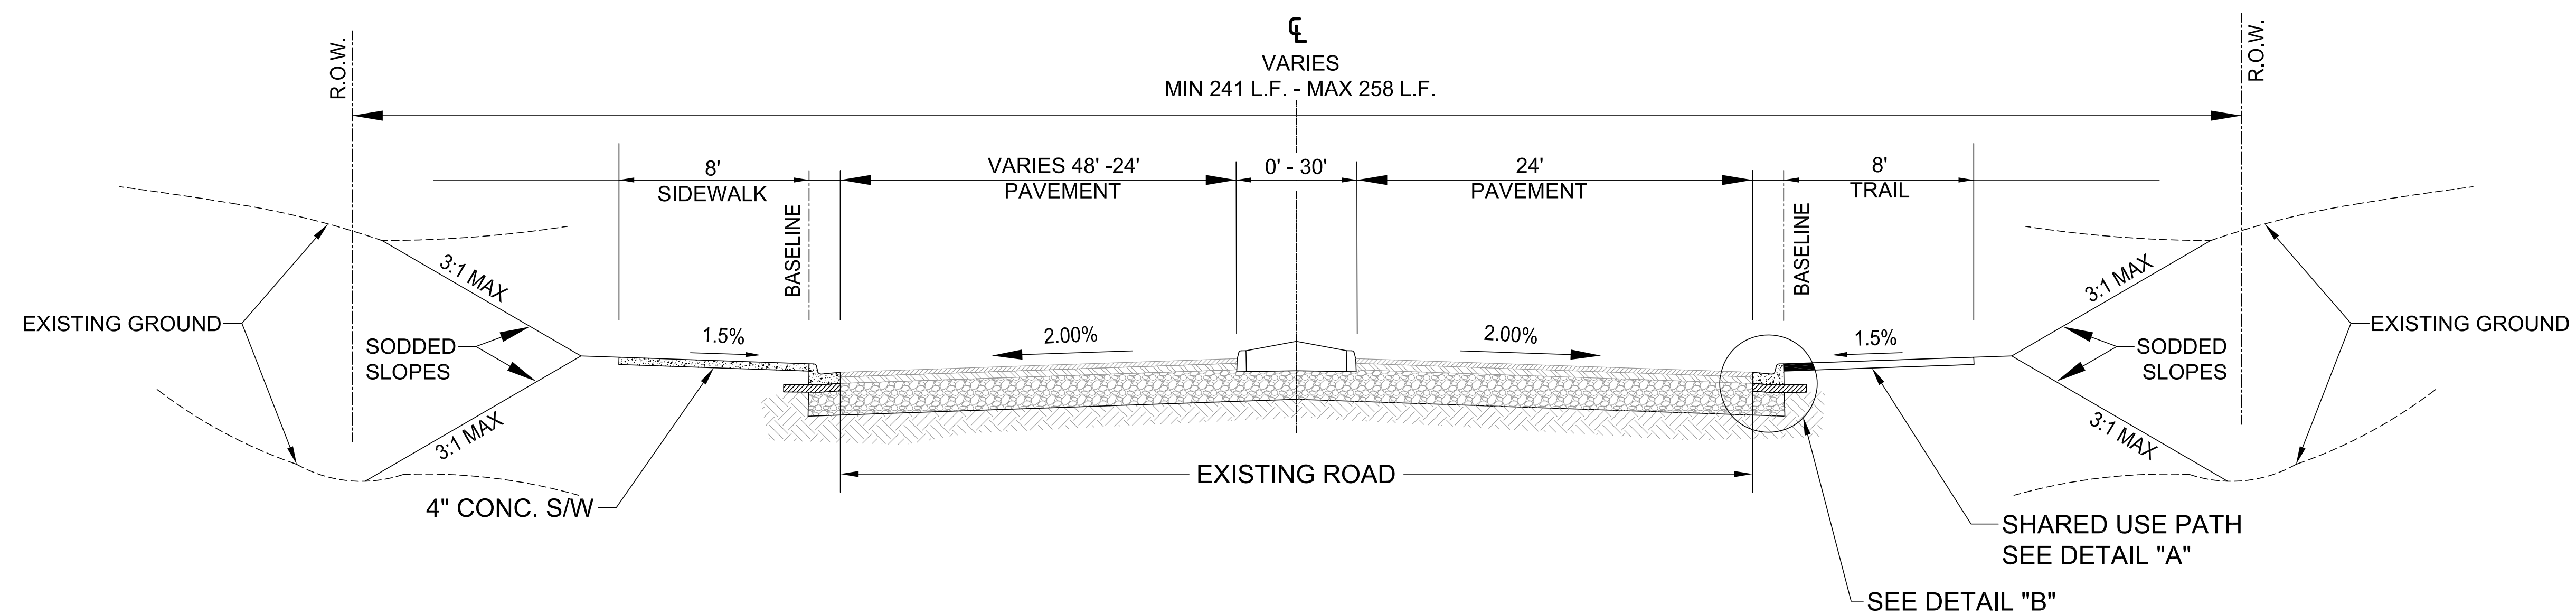 ℄
VARIES
MIN 241 L.F. - MAX 258 L.F.
R.O.W.
R.O.W.
8'
SIDEWALK
VARIES 48' -24'
PAVEMENT
0' - 30'
24'
PAVEMENT
8'
TRAIL
BASELINE
BASELINE
3:1 MAX
3:1 MAX
EXISTING GROUND
SODDED
SLOPES
1.5%
2.00%
2.00%
1.5%
SODDED
SLOPES
EXISTING GROUND
3:1 MAX
3:1 MAX
EXISTING ROAD
4" CONC. S/W
SHARED USE PATH
SEE DETAIL "A"
SEE DETAIL "B"